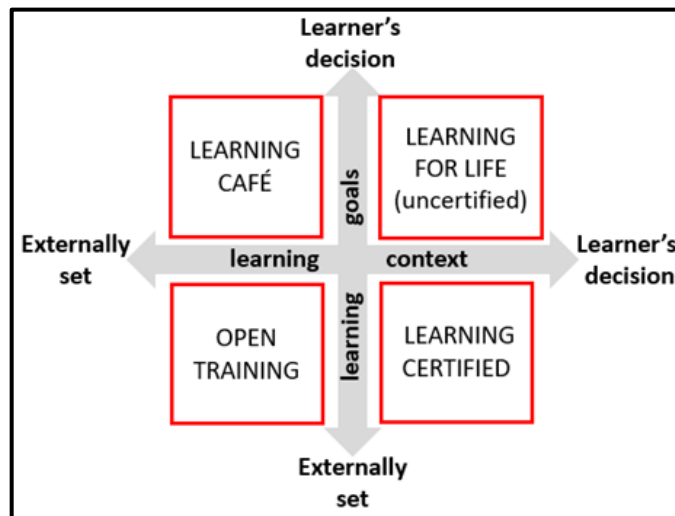 Learner's
decision
LEARNING
CAFÉ
LEARNING
FOR LIFE
(uncertified)
goals
Externally
set
learning
context
Learner's
decision
OPEN
TRAINING
learning
LEARNING
CERTIFIED
Externally
set